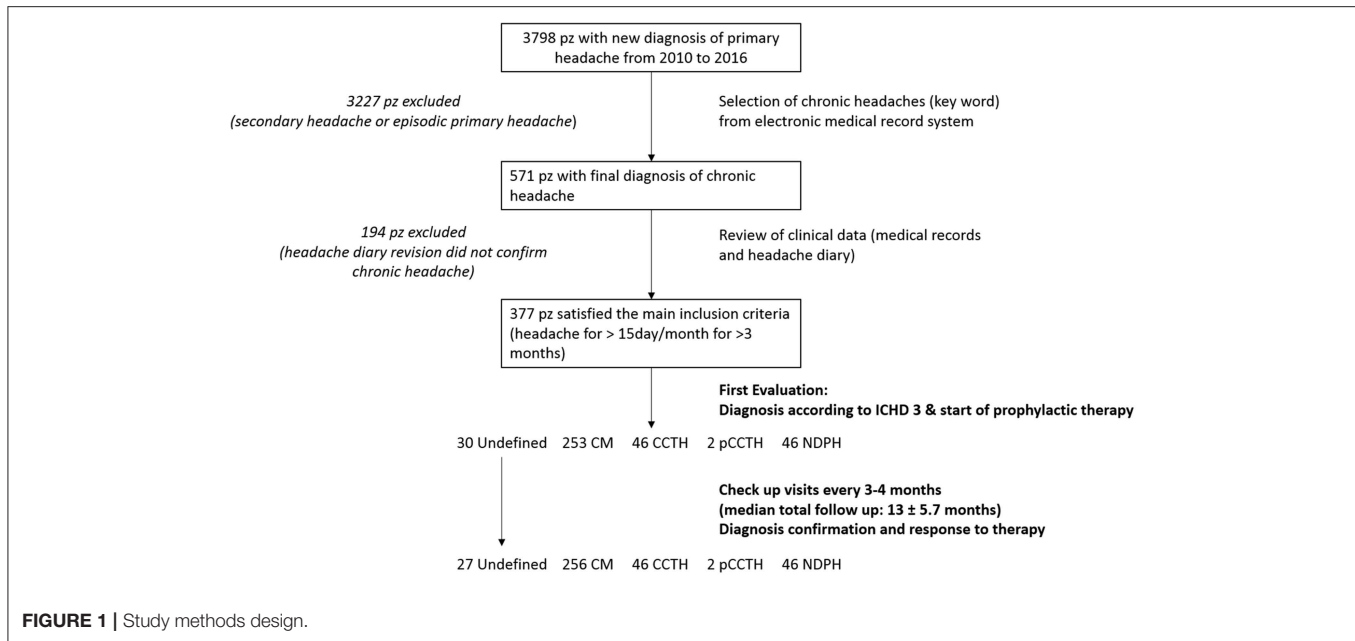 3798 pz with new diagnosis of primary
headache from 2010 to 2016
3227 pz excluded
(secondary headache or episodic primary headache)
Selection of chronic headaches (key word)
from electronic medical record system
571 pz with final diagnosis of chronic
headache
194 pz excluded
(headache diary revision did not confirm
chronic headache)
Review of clinical data (medical records
and headache diary)
377 pz satisfied the main inclusion criteria
(headache for > 15day/month for >3
months)
First Evaluation:
Diagnosis according to ICHD 3 & start of prophylactic therapy
30 Undefined 253 CM 46 CCTH 2 pCCTH 46 NDPH
Check up visits every 3-4 months
(median total follow up: 13 ± 5.7 months)
Diagnosis confirmation and response to therapy
27 Undefined 256 CM 46 CCTH 2 pCCTH 46 NDPH
FIGURE 1 | Study methods design.